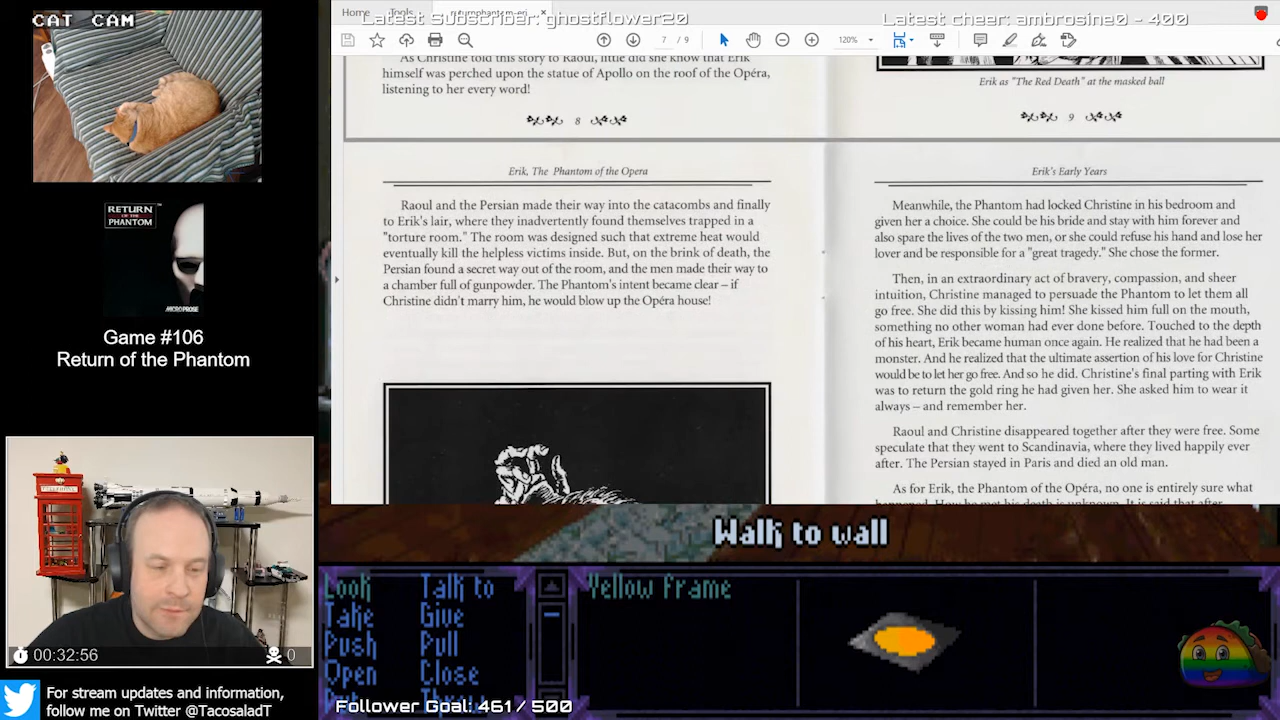 CAT CAM
RETURN
OF THE
PHANTOM
MICROPROSE
Game #106
Return of the Phantom
00:32:56
0
For stream updates and information,
follow me on Twitter @TacosaladT
Home Tools
Latest Subscriber: ghostflower20
Latest cheer: ambrosine0 - 400
7 / 9
120%
As Christine told this story to Raoul, little did she know that Erik
himself was perched upon the statue of Apollo on the roof of the Opéra,
listening to her every word!
8
Erik as "The Red Death" at the masked ball
9
Erik, The Phantom of the Opera
Raoul and the Persian made their way into the catacombs and finally
to Erik's lair, where they inadvertently found themselves trapped in a
"torture room." The room was designed such that extreme heat would
eventually kill the helpless victims inside. But, on the brink of death, the
Persian found a secret way out of the room, and the men made their way to
a chamber full of gunpowder. The Phantom's intent became clear – if
Christine didn't marry him, he would blow up the Opéra house!
Erik's Early Years
Meanwhile, the Phantom had locked Christine in his bedroom and
given her a choice. She could be his bride and stay with him forever and
also spare the lives of the two men, or she could refuse his hand and lose her
lover and be responsible for a "great tragedy." She chose the former.
Then, in an extraordinary act of bravery, compassion, and sheer
intuition, Christine managed to persuade the Phantom to let them all
go free. She did this by kissing him! She kissed him full on the mouth,
something no other woman had ever done before. Touched to the depth
of his heart, Erik became human once again. He realized that he had been a
monster. And he realized that the ultimate assertion of his love for Christine
would be to let her go free. And so he did. Christine's final parting with Erik
was to return the gold ring he had given her. She asked him to wear it
always – and remember her.
Raoul and Christine disappeared together after they were free. Some
speculate that they went to Scandinavia, where they lived happily ever
after. The Persian stayed in Paris and died an old man.
As for Erik, the Phantom of the Opéra, no one is entirely sure what
happened. How he met his death is unknown. It is said that after
Walk to wall
Look Talk to
Take Give
Push Pull
Open Close
Put Throw
Yellow frame
Follower Goal: 461 / 500